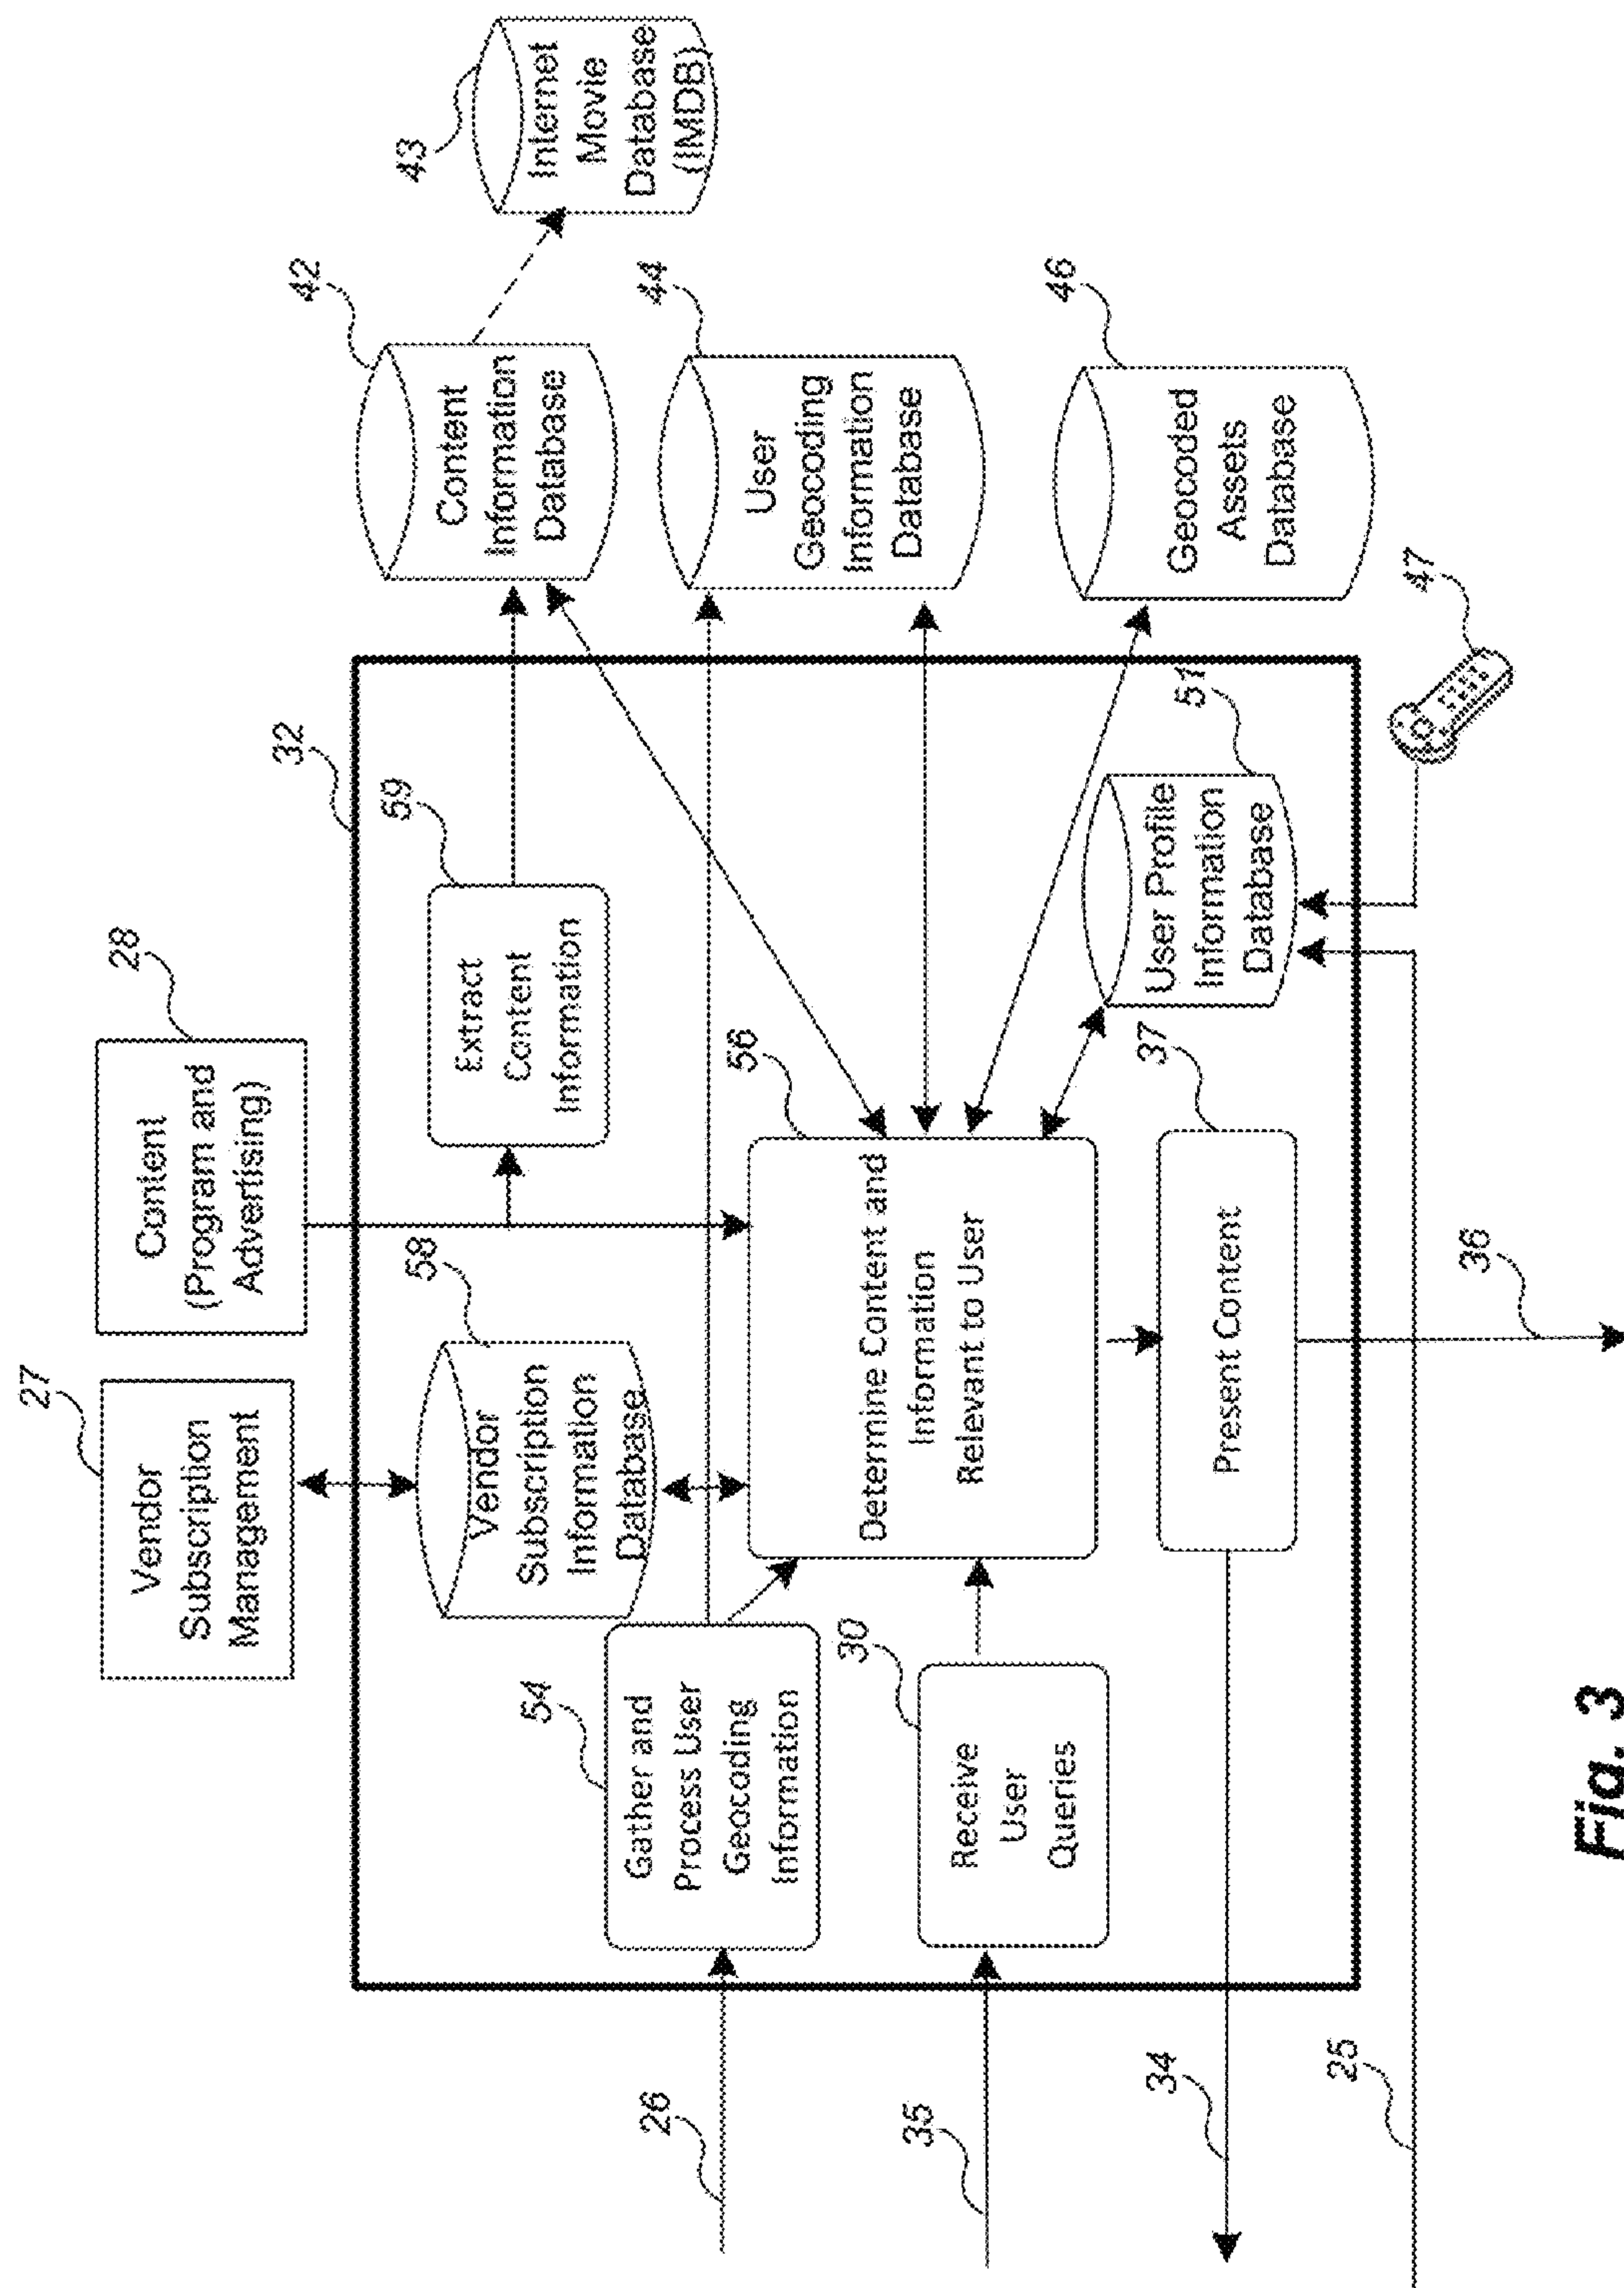 27
Vendor
Subscription
Management
28
Content
(Program and
Advertising)
32
58
Vendor
Subscription
Information
Database
59
Extract
Content
Information
42
Content
Information
Database
43
Internet
Movie
Database
(IMDB)
54
Gather and
Process User
Geocoding
Information
26
56
Determine Content and
Information
Relevant to User
44
User
Geocoding
Information
Database
30
Receive
User
Queries
35
46
Geocoded
Assets
Database
51
User Profile
Information
Database
37
Present Content
34
47
25
36
Fig. 3